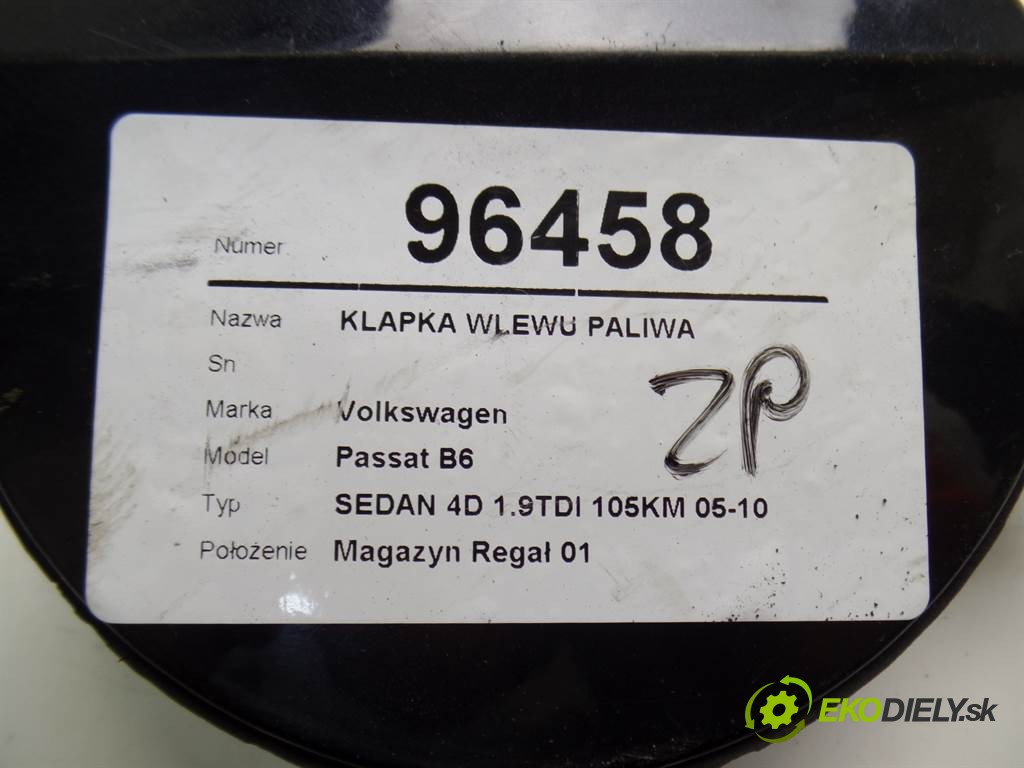 Numer 96458
Nazwa KLAPKA WLEWU PALIWA
Sn
Marka Volkswagen
Model Passat B6
Typ SEDAN 4D 1.9TDI 105KM 05-10
Położenie Magazyn Regał 01
ZP
EKODIELY.sk